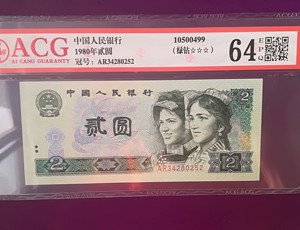 ACG
AI CANG GUARANTY
中国人民银行
1980年贰圆
冠号: AR34280252
10500499
(绿钻☆☆☆)
64
EPQ
中国人民银行
贰圆
2
AR34280252
2